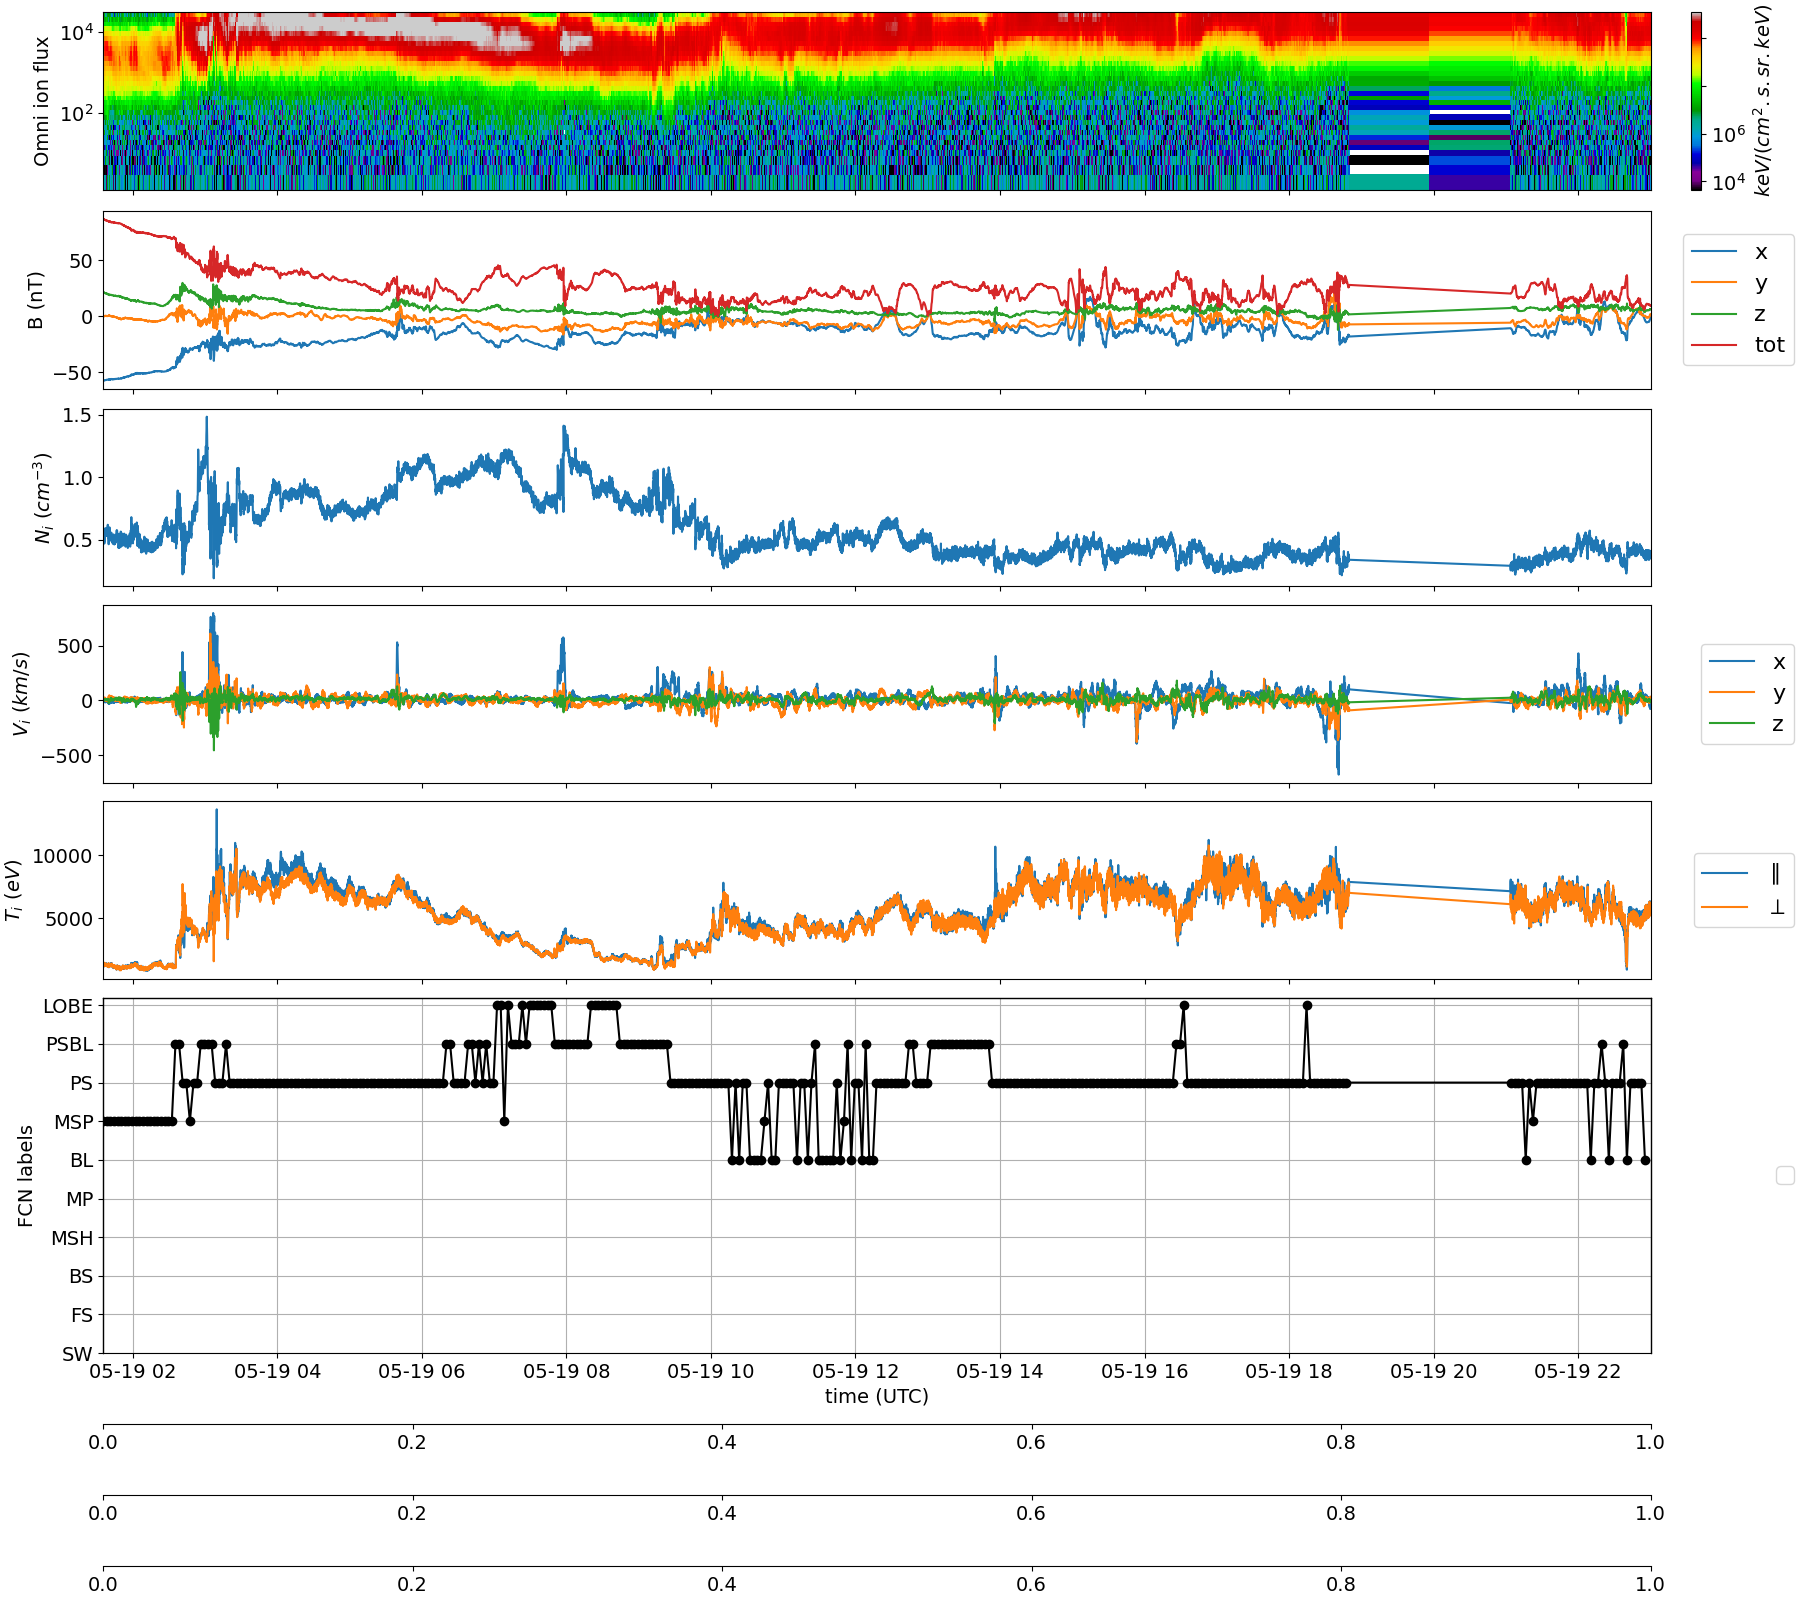 Omni ion flux
10⁴
10²
10⁶
10⁴
keV/(cm².s.sr.keV)
B (nT)
50
0
−50
x
y
z
tot
N_i (cm⁻³)
1.5
1.0
0.5
V_i (km/s)
500
0
−500
x
y
z
T_i (eV)
10000
5000
∥
⊥
FCN labels
LOBE
PSBL
PS
MSP
BL
MP
MSH
BS
FS
SW
05-19 02 05-19 04 05-19 06 05-19 08 05-19 10 05-19 12 05-19 14 05-19 16 05-19 18 05-19 20 05-19 22
time (UTC)
0.0 0.2 0.4 0.6 0.8 1.0
0.0 0.2 0.4 0.6 0.8 1.0
0.0 0.2 0.4 0.6 0.8 1.0